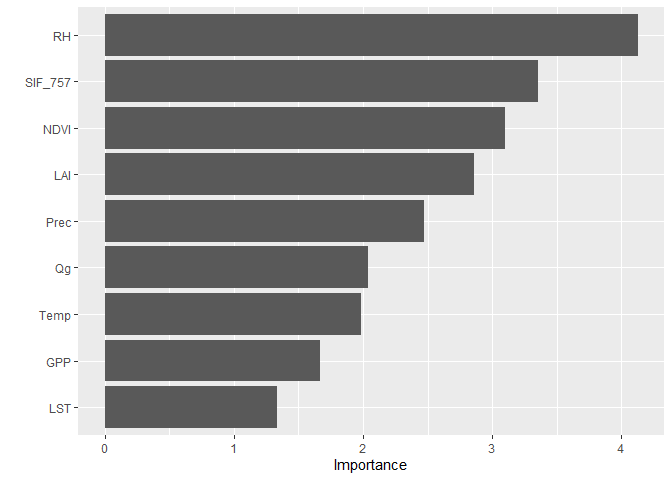 RH
SIF_757
NDVI
LAI
Prec
Qg
Temp
GPP
LST
0 1 2 3 4
Importance